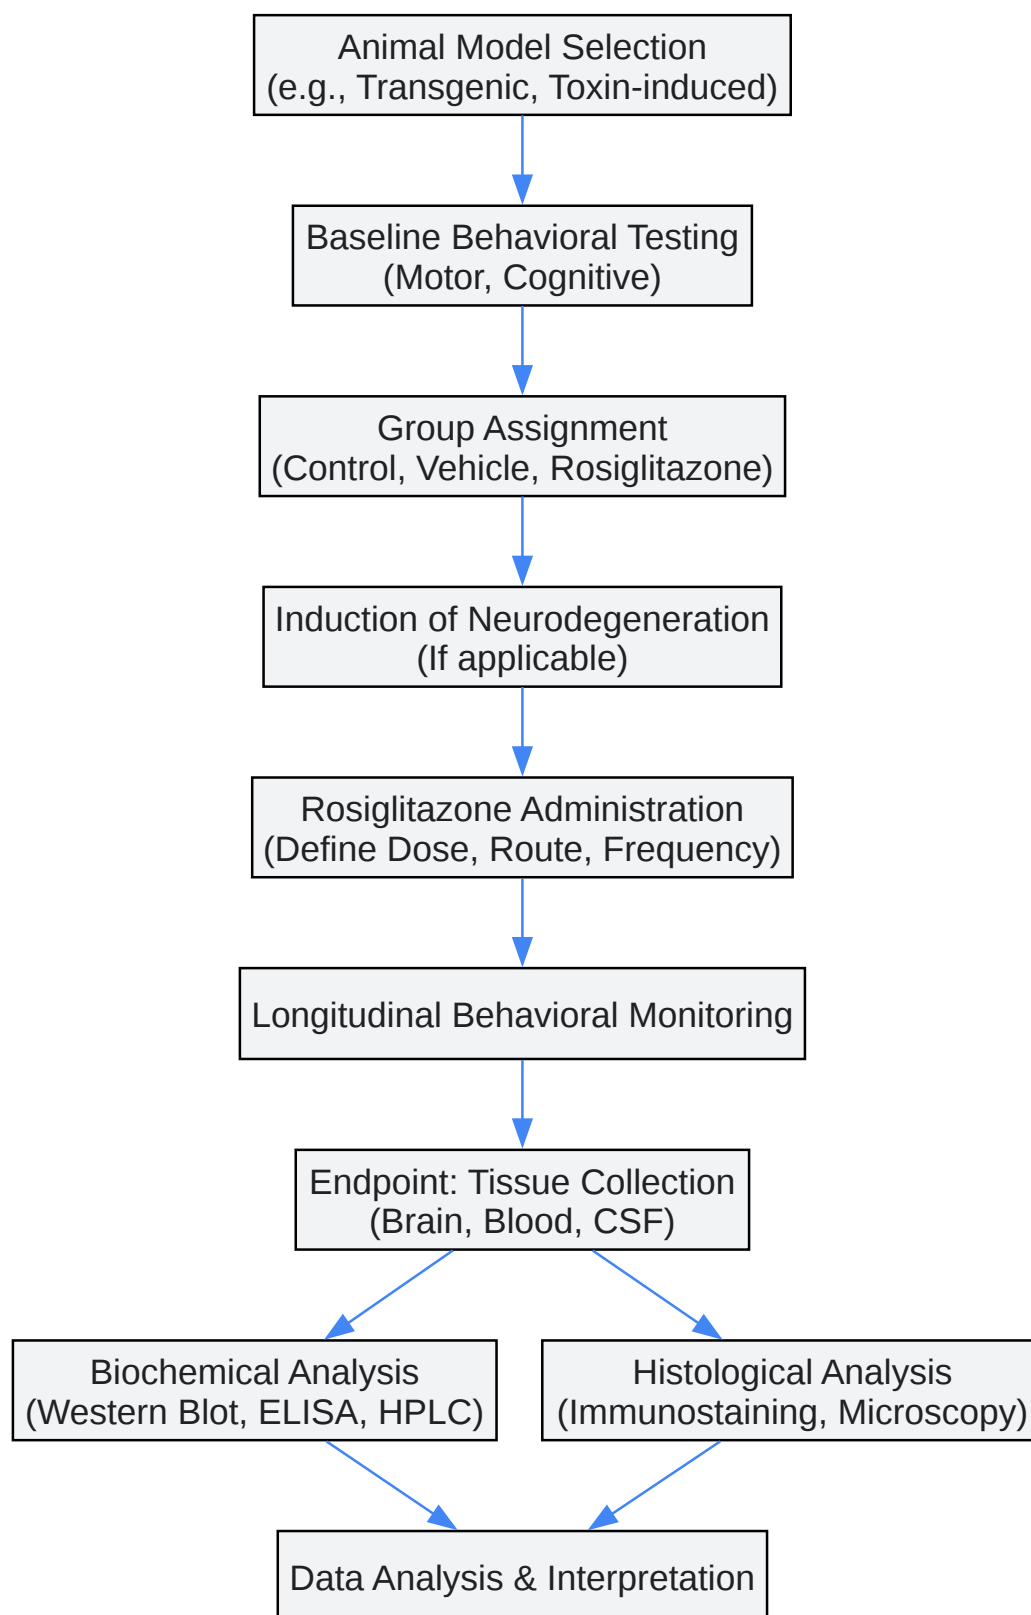 Animal Model Selection
(e.g., Transgenic, Toxin-induced)
Baseline Behavioral Testing
(Motor, Cognitive)
Group Assignment
(Control, Vehicle, Rosiglitazone)
Induction of Neurodegeneration
(If applicable)
Rosiglitazone Administration
(Define Dose, Route, Frequency)
Longitudinal Behavioral Monitoring
Endpoint: Tissue Collection
(Brain, Blood, CSF)
Biochemical Analysis
(Western Blot, ELISA, HPLC)
Histological Analysis
(Immunostaining, Microscopy)
Data Analysis & Interpretation